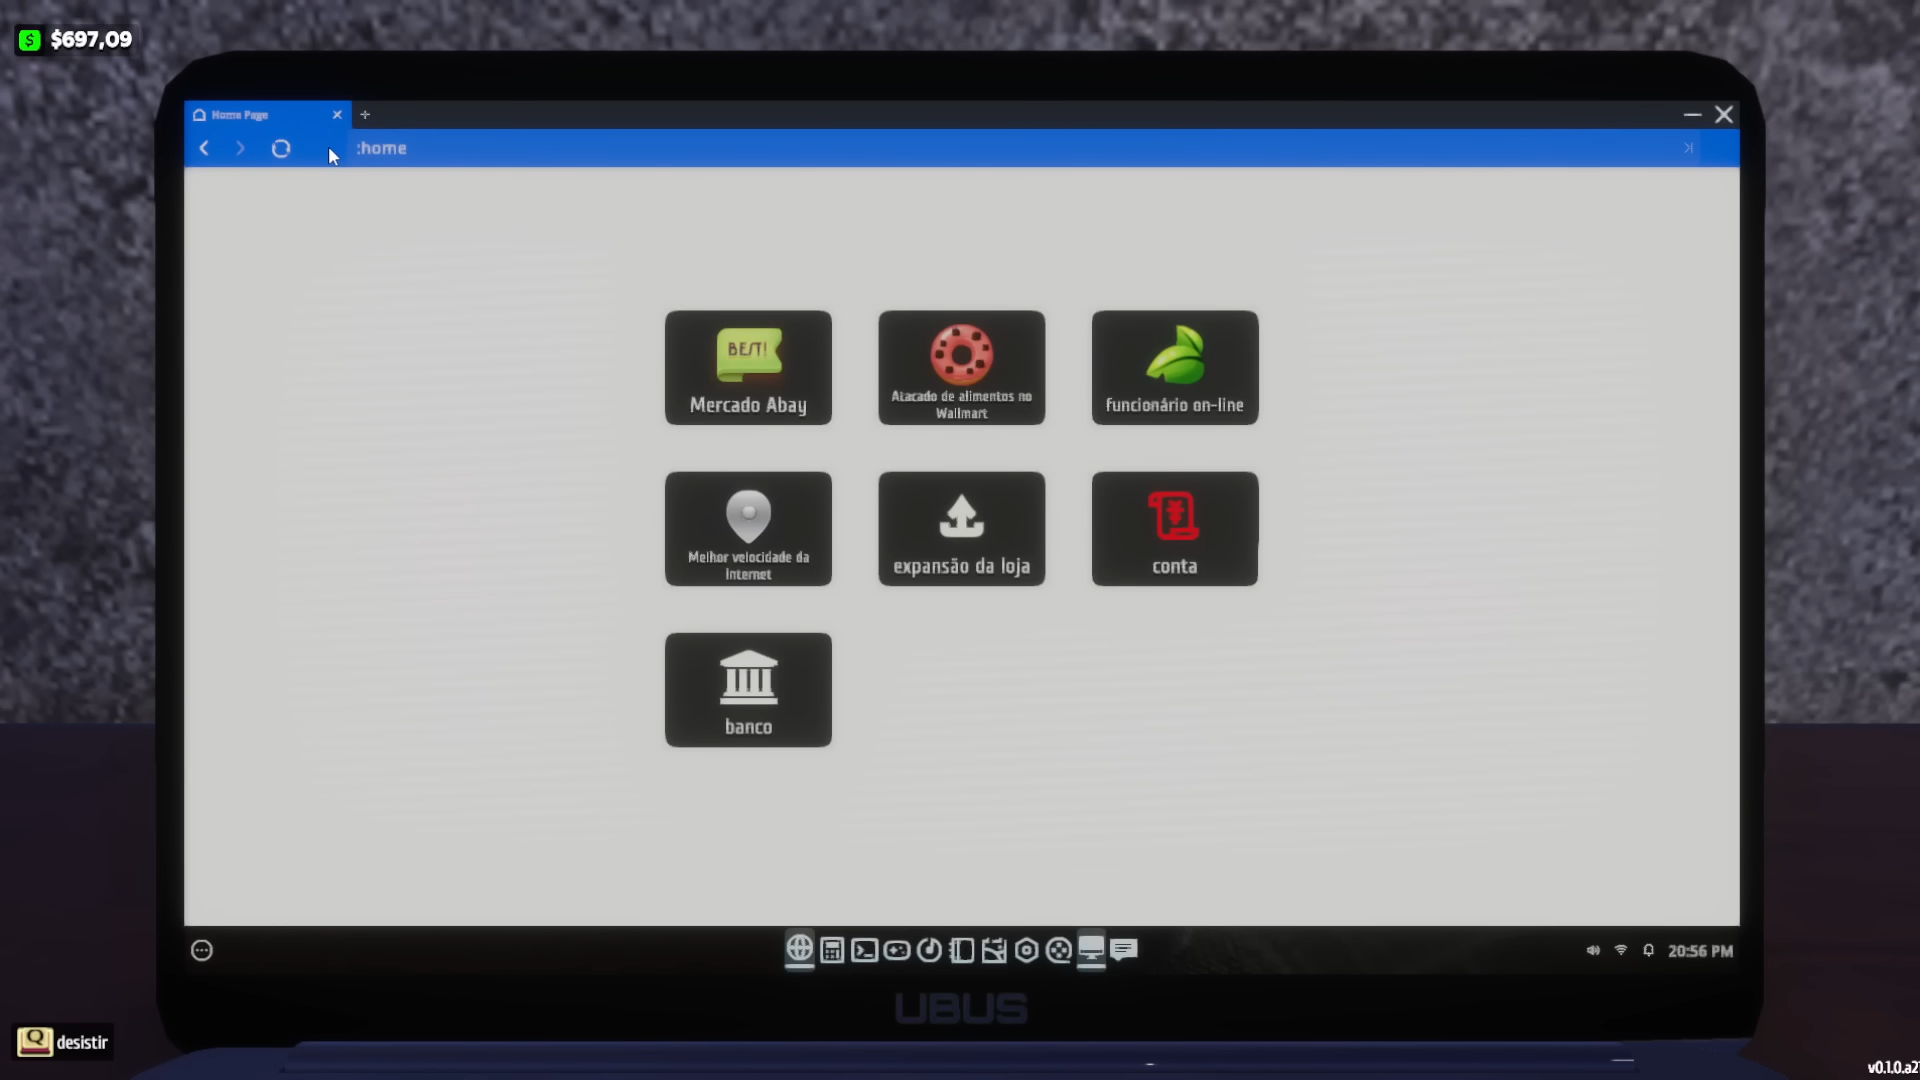 $ $697,09
Home Page
:home
BEST!
Mercado Abay
Atacado de alimentos no
Wallmart
funcionário on-line
Melhor velocidade da
Internet
expansão da loja
conta
banco
20:56 PM
UBUS
Q desistir
v0.1.0.a2